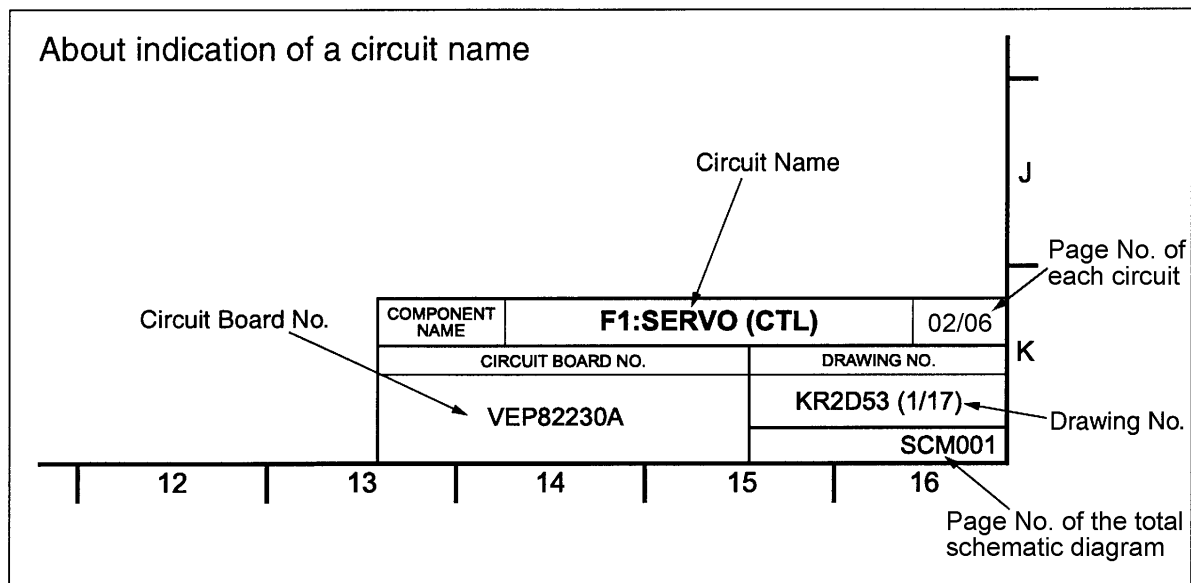 About indication of a circuit name
Circuit Name
J
Page No. of
each circuit
Circuit Board No.
COMPONENT
NAME
F1:SERVO (CTL)
02/06
K
CIRCUIT BOARD NO.
DRAWING NO.
VEP82230A
KR2D53 (1/17)
Drawing No.
SCM001
12
13
14
15
16
Page No. of the total
schematic diagram